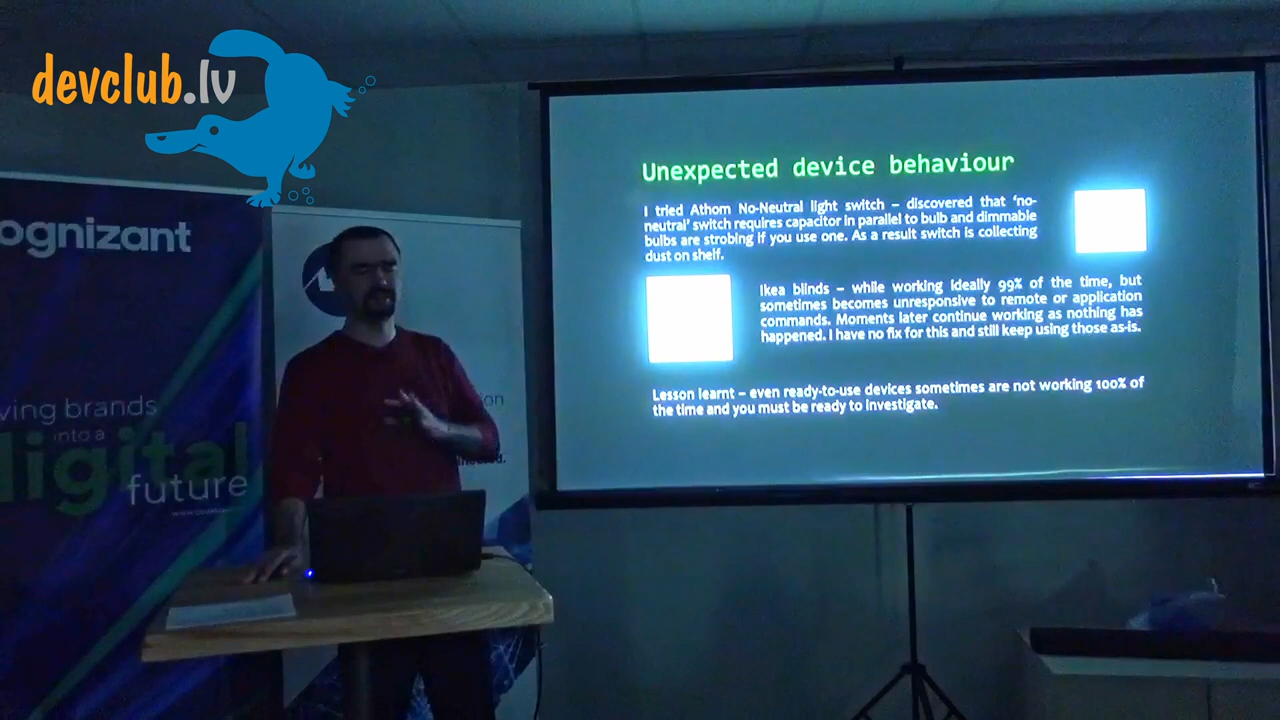 devclub.lv
ognizant
ving brands
into a
digital
future
Unexpected device behaviour
I tried Athom No-Neutral light switch – discovered that ‘no-
neutral’ switch requires capacitor in parallel to bulb and dimmable
bulbs are strobing if you use one. As a result switch is collecting
dust on shelf.
Ikea blinds – while working ideally 99% of the time, but
sometimes becomes unresponsive to remote or application
commands. Moments later continue working as nothing has
happened. I have no fix for this and still keep using those as-is.
Lesson learnt – even ready-to-use devices sometimes are not working 100% of
the time and you must be ready to investigate.